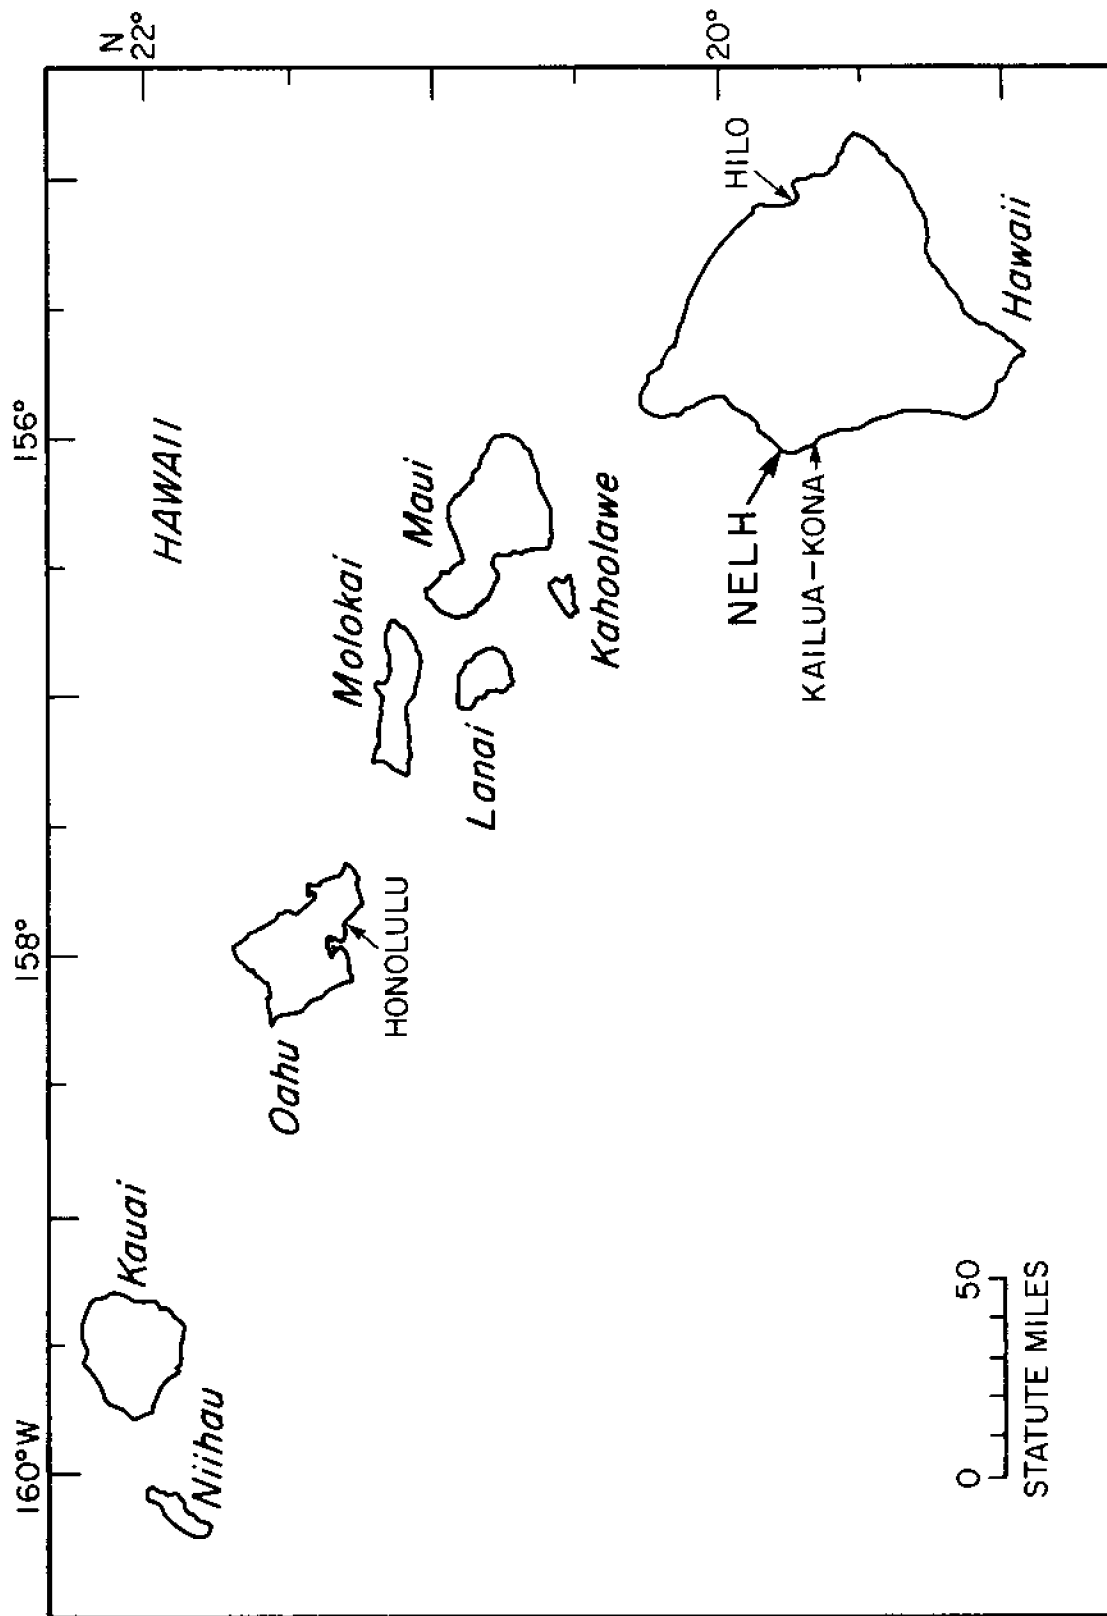 160°W
158°
156°
N
22°
20°
HAWAII
Niihau
Kauai
Oahu
HONOLULU
Molokai
Lanai
Maui
Kahoolawe
NELH
KAILUA-KONA
HILO
Hawaii
0 50
STATUTE MILES